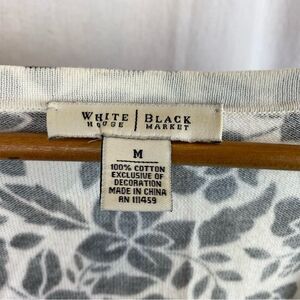 WHITE | BLACK
HOUSE | MARKET
M
100% COTTON
EXCLUSIVE OF
DECORATION
MADE IN CHINA
RN 111459